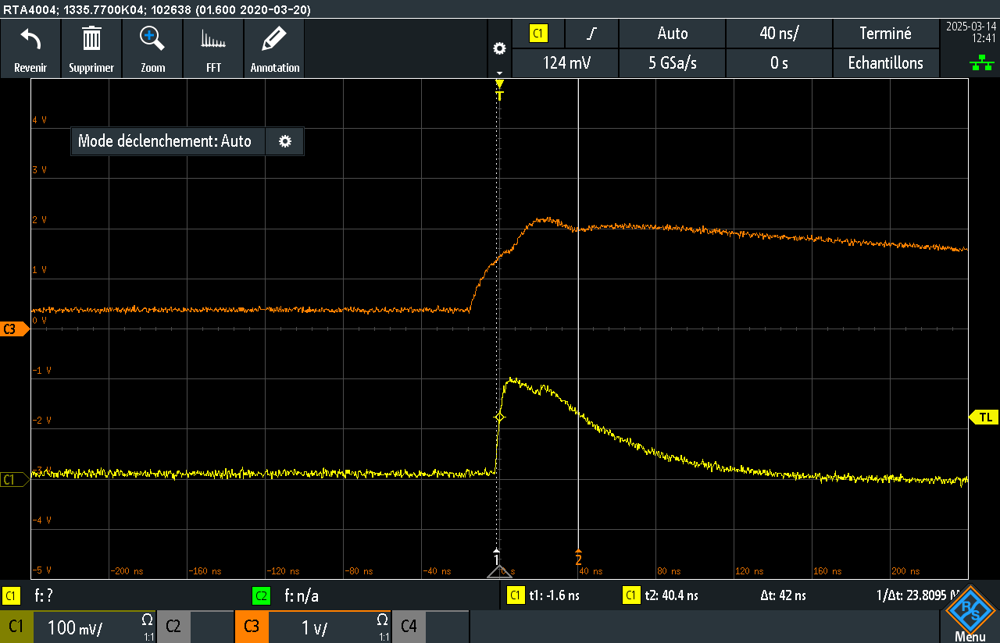 RTA4004; 1335.7700K04; 102638 (01.600 2020-03-20)
Revenir
Supprimer
Zoom
FFT
Annotation
C1
Auto
40 ns/
Terminé
124 mV
5 GSa/s
0 s
Echantillons
2025-03-14
12:41
T
4 V
Mode déclenchement: Auto
3 V
2 V
1 V
0 V
C3
-1 V
-2 V
TL
-3 V
C1
-4 V
1
2
-5 V
-200 ns
-160 ns
-120 ns
-80 ns
-40 ns
0 s
40 ns
80 ns
120 ns
160 ns
200 ns
C1 f: ?
C2 f: n/a
C1 t1: -1.6 ns
C1 t2: 40.4 ns
Δt: 42 ns
1/Δt: 23.8095
C1 100 mV/ Ω 1:1
C2
C3 1 V/ Ω 1:1
C4
R S
Menu